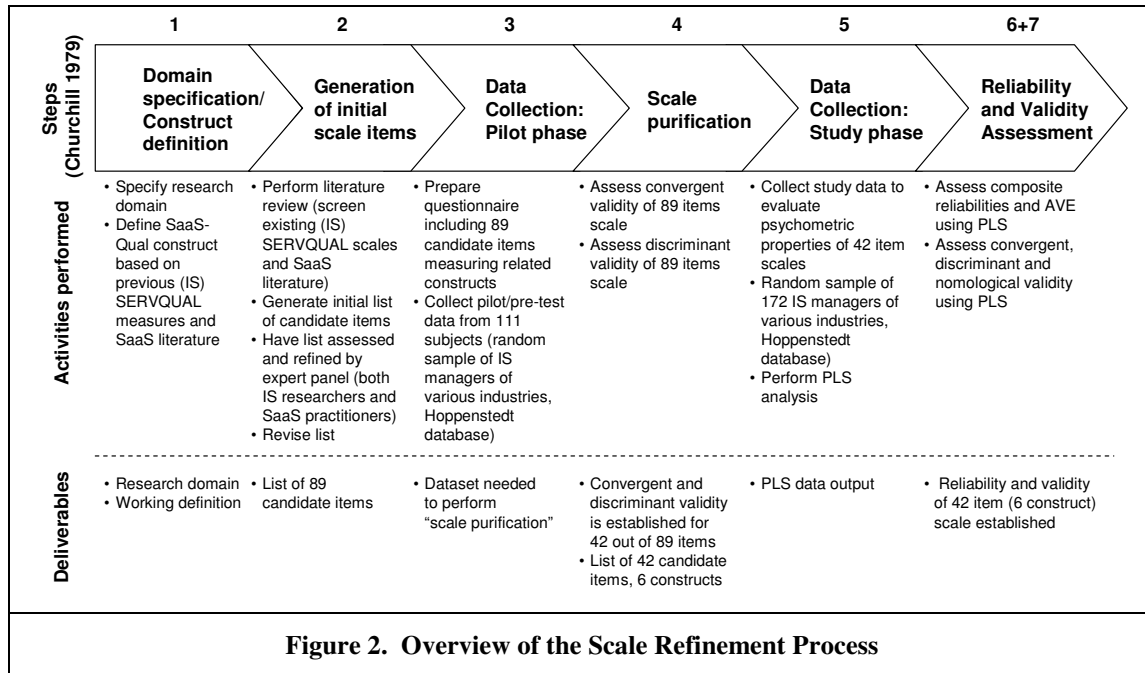 1
2
3
4
5
6+7
Steps
(Churchill 1979)
Domain
specification/
Construct
definition
Generation
of initial
scale items
Data
Collection:
Pilot phase
Scale
purification
Data
Collection:
Study phase
Reliability
and Validity
Assessment
Activities performed
• Specify research
domain
• Define SaaS-
Qual construct
based on
previous (IS)
SERVQUAL
measures and
SaaS literature
• Perform literature
review (screen
existing (IS)
SERVQUAL scales
and SaaS
literature)
• Generate initial list
of candidate items
• Have list assessed
and refined by
expert panel (both
IS researchers and
SaaS practitioners)
• Revise list
• Prepare
questionnaire
including 89
candidate items
measuring related
constructs
• Collect pilot/pre-test
data from 111
subjects (random
sample of IS
managers of
various industries,
Hoppenstedt
database)
• Assess convergent
validity of 89 items
scale
• Assess discriminant
validity of 89 items
scale
• Collect study data to
evaluate
psychometric
properties of 42 item
scales
• Random sample of
172 IS managers of
various industries,
Hoppenstedt
database)
• Perform PLS
analysis
• Assess composite
reliabilities and AVE
using PLS
• Assess convergent,
discriminant and
nomological validity
using PLS
Deliverables
• Research domain
• Working definition
• List of 89
candidate items
• Dataset needed
to perform
“scale purification”
• Convergent and
discriminant validity
is established for
42 out of 89 items
• List of 42 candidate
items, 6 constructs
• PLS data output
• Reliability and validity
of 42 item (6 construct)
scale established
Figure 2. Overview of the Scale Refinement Process